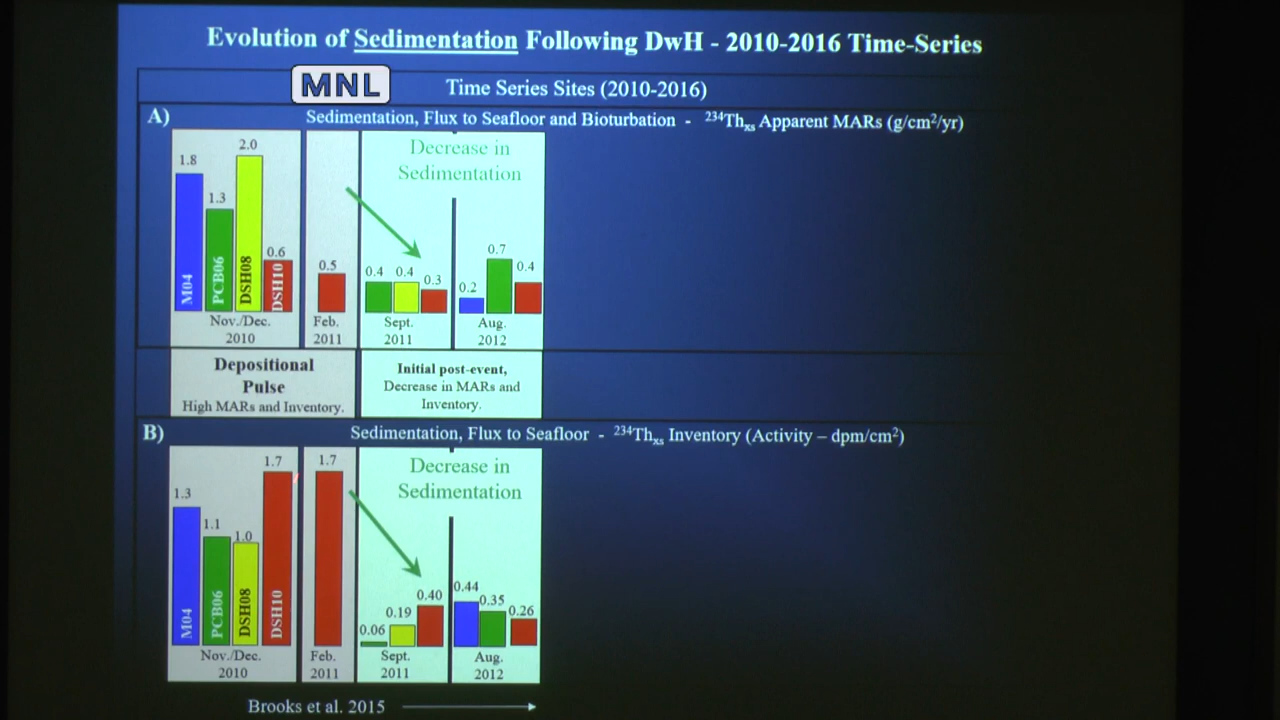 Evolution of Sedimentation Following DwH - 2010-2016 Time-Series
MNL
Time Series Sites (2010-2016)
A)
Sedimentation, Flux to Seafloor and Bioturbation - ²³⁴Thxs Apparent MARs (g/cm²/yr)
Decrease in
Sedimentation
1.8
1.3
2.0
0.6
0.5
0.4
0.4
0.3
0.2
0.7
0.4
M04
PCB06
DSH08
DSH10
Nov./Dec.
2010
Feb.
2011
Sept.
2011
Aug.
2012
Depositional
Pulse
High MARs and Inventory.
Initial post-event,
Decrease in MARs and
Inventory.
B)
Sedimentation, Flux to Seafloor - ²³⁴Thxs Inventory (Activity – dpm/cm²)
Decrease in
Sedimentation
1.3
1.1
1.0
1.7
1.7
0.06
0.19
0.40
0.44
0.35
0.26
M04
PCB06
DSH08
DSH10
Nov./Dec.
2010
Feb.
2011
Sept.
2011
Aug.
2012
Brooks et al. 2015